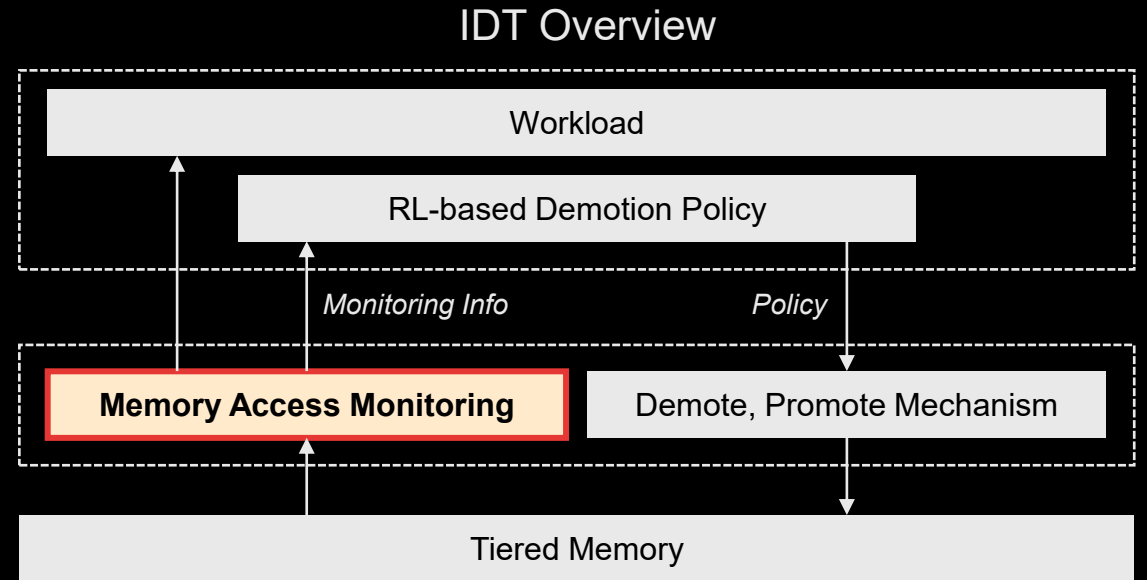 IDT Overview
Workload
RL-based Demotion Policy
Monitoring Info
Policy
Memory Access Monitoring
Demote, Promote Mechanism
Tiered Memory